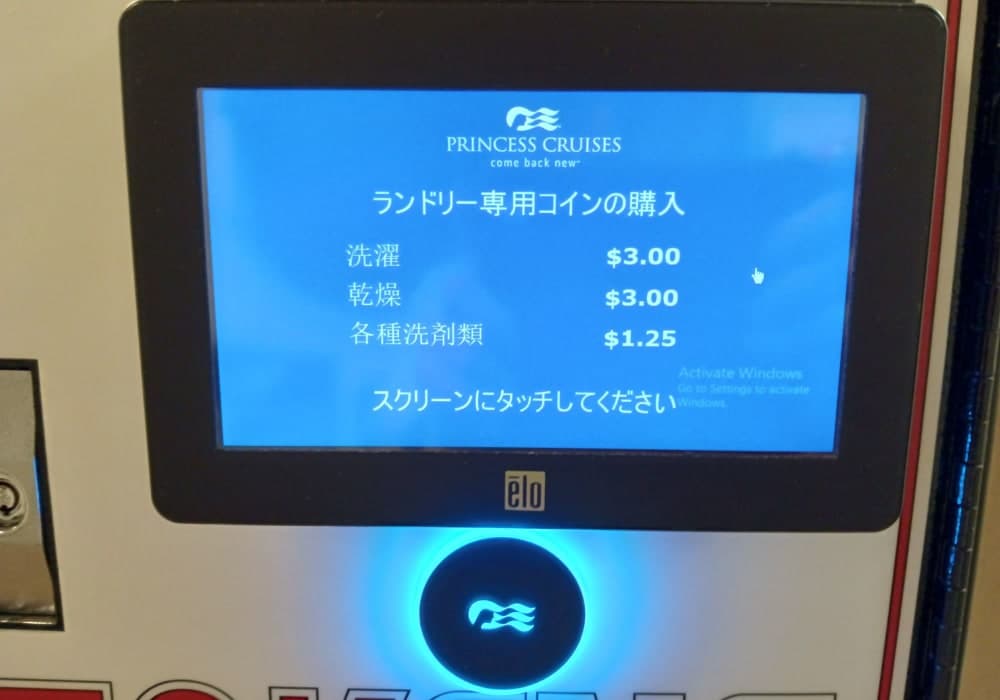 PRINCESS CRUISES
come back new℠
ランドリー専用コインの購入
洗濯 $3.00
乾燥 $3.00
各種洗剤類 $1.25
Activate Windows
Go to Settings to activate
Windows.
スクリーンにタッチしてください
elo
TOKENS